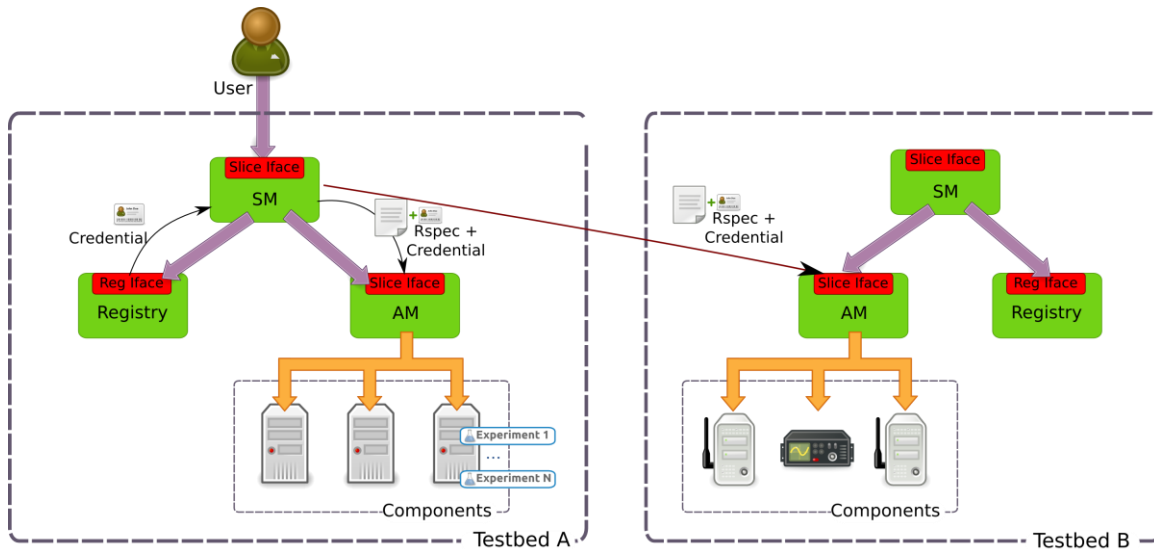 User
Slice Iface
SM
Credential
Rspec +
Credential
Reg Iface
Registry
Slice Iface
AM
Experiment 1
...
Experiment N
Components
Testbed A
Slice Iface
SM
Rspec +
Credential
Slice Iface
AM
Reg Iface
Registry
Components
Testbed B